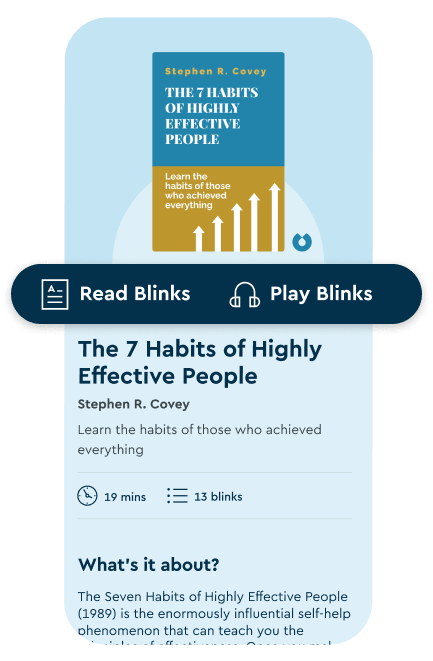 Stephen R. Covey
THE 7 HABITS
OF HIGHLY
EFFECTIVE
PEOPLE
Learn the
habits of those
who achieved
everything
Read Blinks
Play Blinks
The 7 Habits of Highly
Effective People
Stephen R. Covey
Learn the habits of those who achieved
everything
19 mins
13 blinks
What's it about?
The Seven Habits of Highly Effective People
(1989) is the enormously influential self-help
phenomenon that can teach you the